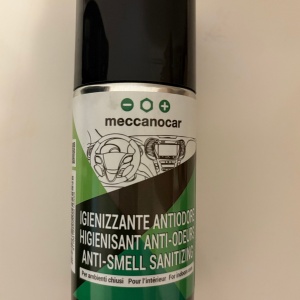 meccanocar
IGIENIZZANTE ANTIODORE
HIGIENISANT ANTI-ODEURS
ANTI-SMELL SANITIZING
Per ambienti chiusi Pour l'intérieur For indoor